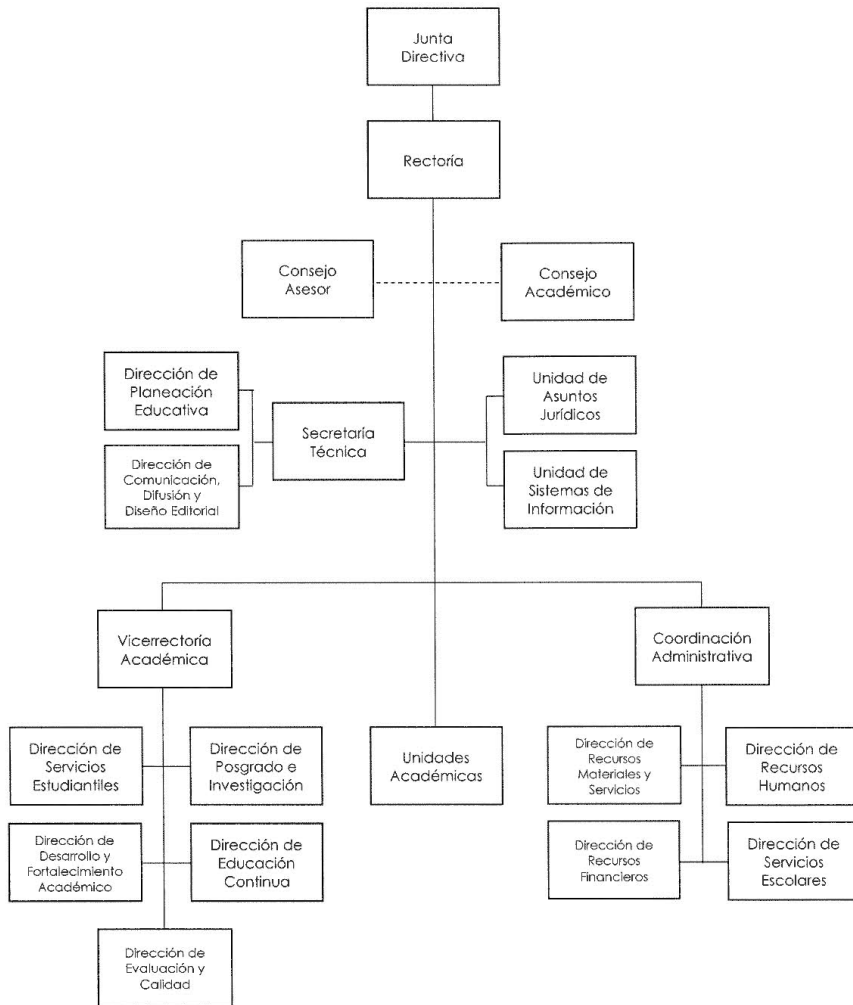 Junta
Directiva
Rectoría
Consejo
Asesor
Consejo
Académico
Dirección de
Planeación
Educativa
Secretaría
Técnica
Unidad de
Asuntos
Jurídicos
Dirección de
Comunicación,
Difusión y
Diseño Editorial
Unidad de
Sistemas de
Información
Vicerrectoría
Académica
Coordinación
Administrativa
Dirección de
Servicios
Estudiantiles
Dirección de
Posgrado e
Investigación
Unidades
Académicas
Dirección de
Recursos
Materiales y
Servicios
Dirección de
Recursos
Humanos
Dirección de
Desarrollo y
Fortalecimiento
Académico
Dirección de
Educación
Continua
Dirección de
Recursos
Financieros
Dirección de
Servicios
Escolares
Dirección de
Evaluación y
Calidad